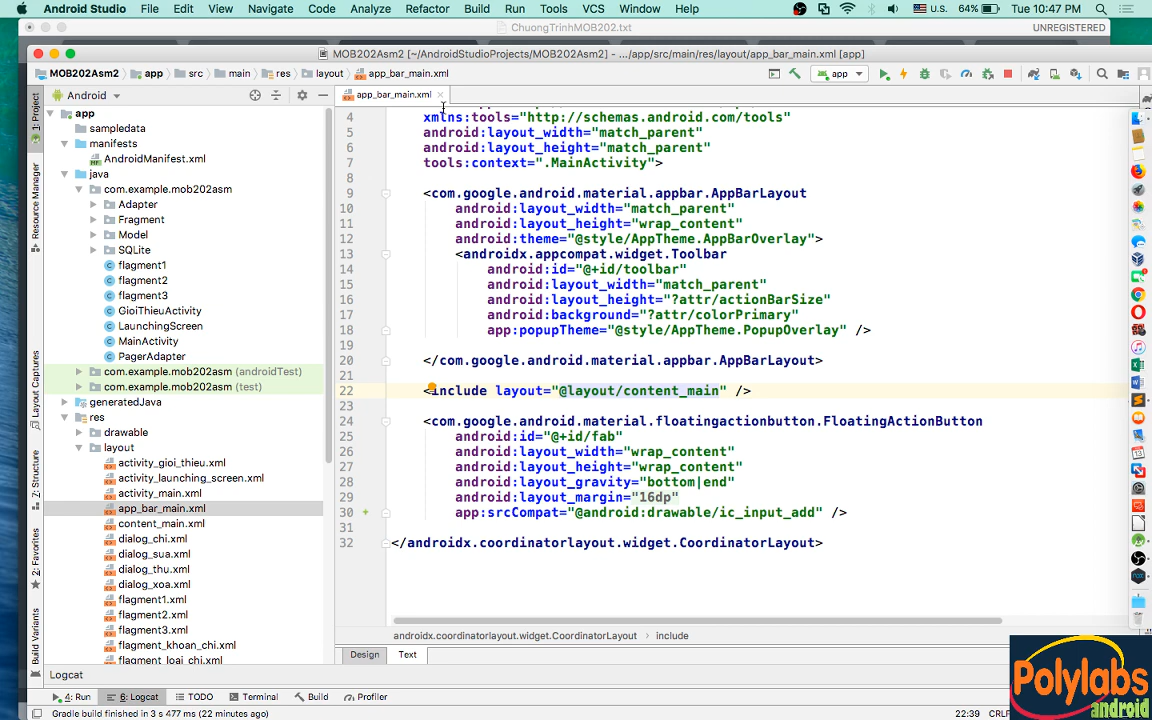 Android Studio File Edit View Navigate Code Analyze Refactor Build Run Tools VCS Window Help U.S. 64% Tue 10:47 PM
ChuongTrinhMOB202.txt UNREGISTERED
MOB202Asm2 [~/AndroidStudioProjects/MOB202Asm2] - .../app/src/main/res/layout/app_bar_main.xml [app]
MOB202Asm2 app src main res layout app_bar_main.xml app
Android app_bar_main.xml
1: Project
Resource Manager
Layout Captures
Z: Structure
2: Favorites
Build Variants
app
sampledata
manifests
AndroidManifest.xml
java
com.example.mob202asm
Adapter
Fragment
Model
SQLite
flagment1
flagment2
flagment3
GioiThieuActivity
LaunchingScreen
MainActivity
PagerAdapter
com.example.mob202asm (androidTest)
com.example.mob202asm (test)
generatedJava
res
drawable
layout
activity_gioi_thieu.xml
activity_launching_screen.xml
activity_main.xml
app_bar_main.xml
content_main.xml
dialog_chi.xml
dialog_sua.xml
dialog_thu.xml
dialog_xoa.xml
flagment1.xml
flagment2.xml
flagment3.xml
flagment_khoan_chi.xml
flagment_loai_chi.xml
4 xmlns:tools="http://schemas.android.com/tools"
5 android:layout_width="match_parent"
6 android:layout_height="match_parent"
7 tools:context=".MainActivity">
8
9 <com.google.android.material.appbar.AppBarLayout
10 android:layout_width="match_parent"
11 android:layout_height="wrap_content"
12 android:theme="@style/AppTheme.AppBarOverlay">
13 <androidx.appcompat.widget.Toolbar
14 android:id="@+id/toolbar"
15 android:layout_width="match_parent"
16 android:layout_height="?attr/actionBarSize"
17 android:background="?attr/colorPrimary"
18 app:popupTheme="@style/AppTheme.PopupOverlay" />
19
20 </com.google.android.material.appbar.AppBarLayout>
21
22 <include layout="@layout/content_main" />
23
24 <com.google.android.material.floatingactionbutton.FloatingActionButton
25 android:id="@+id/fab"
26 android:layout_width="wrap_content"
27 android:layout_height="wrap_content"
28 android:layout_gravity="bottom|end"
29 android:layout_margin="16dp"
30 app:srcCompat="@android:drawable/ic_input_add" />
31
32 </androidx.coordinatorlayout.widget.CoordinatorLayout>
androidx.coordinatorlayout.widget.CoordinatorLayout include
Design Text
Logcat
4: Run 6: Logcat TODO Terminal Build Profiler
Gradle build finished in 3 s 477 ms (22 minutes ago) 22:39 CRLF
Polylabs
android